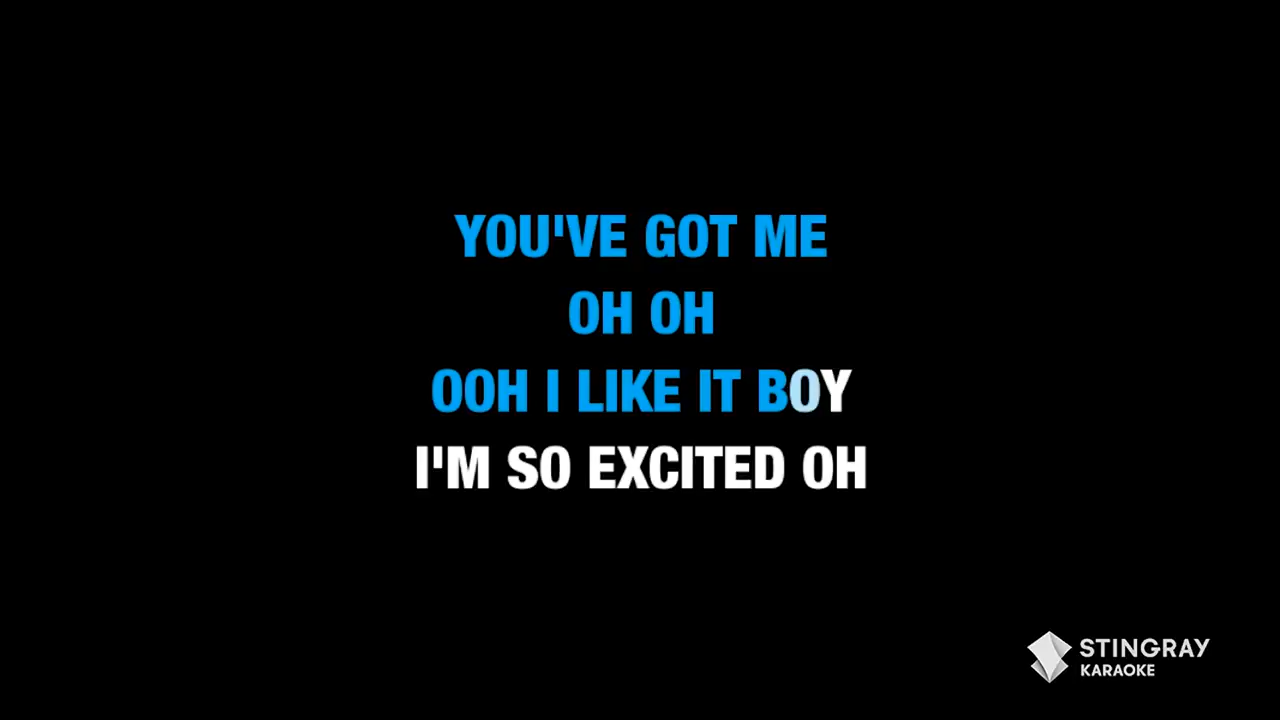 YOU'VE GOT ME
OH OH
OOH I LIKE IT BOY
I'M SO EXCITED OH
STINGRAY
KARAOKE